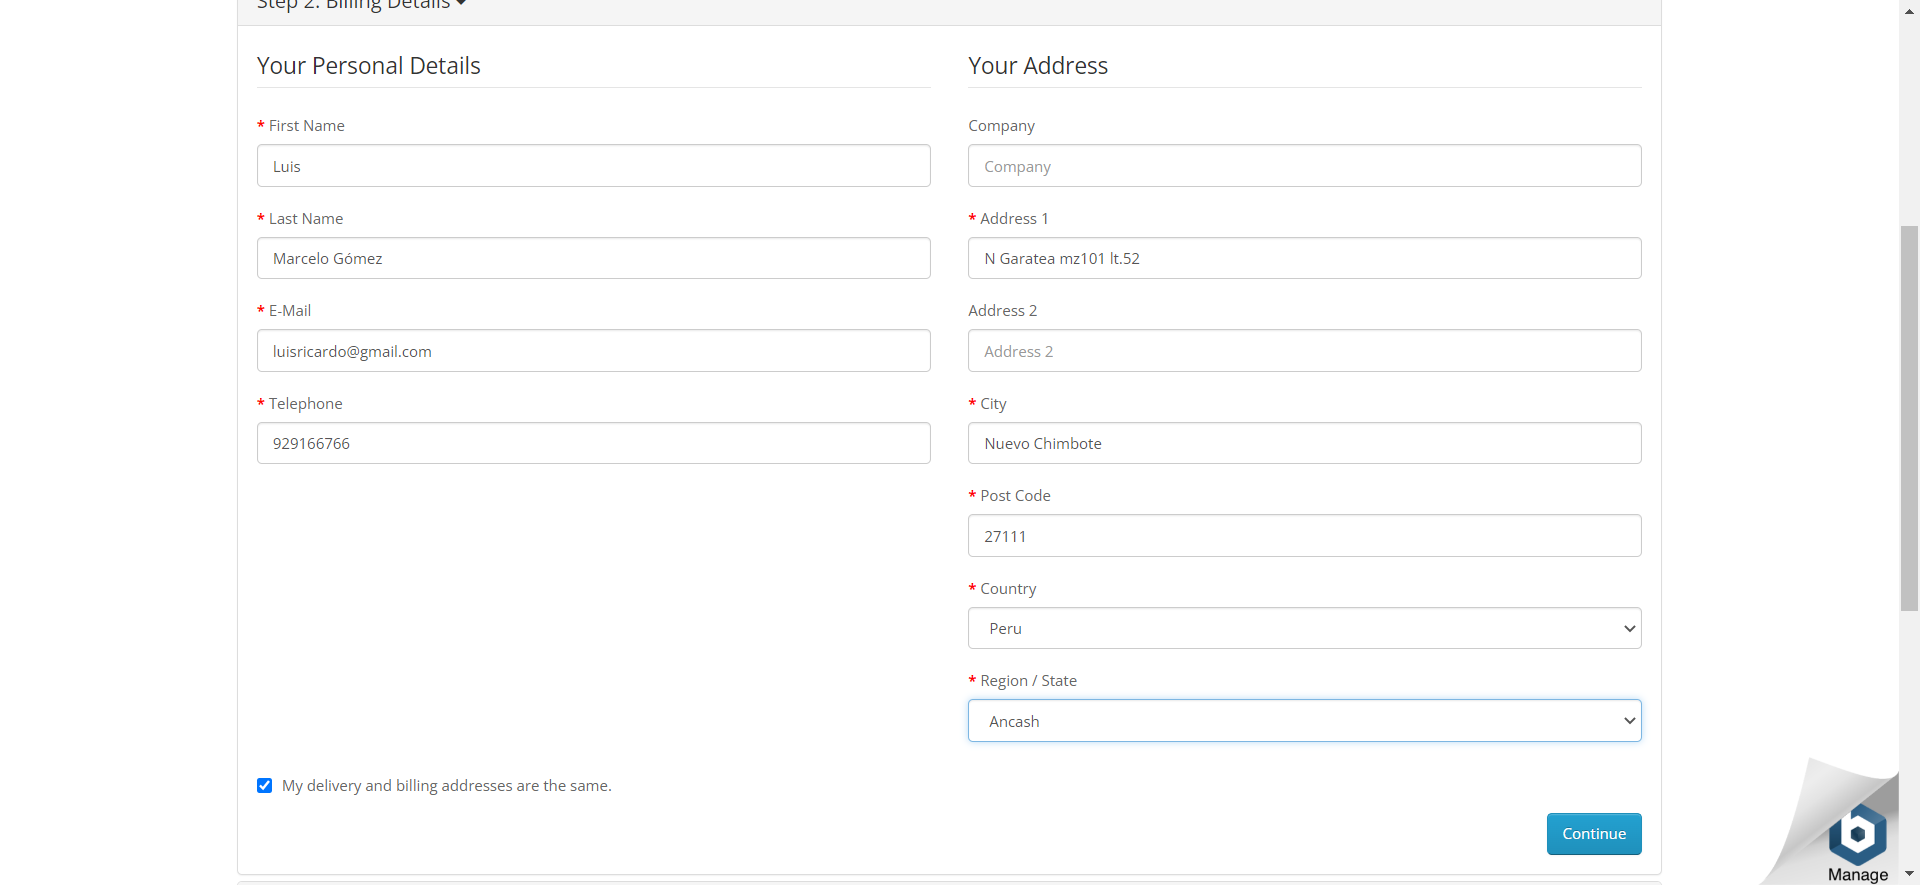 Step 2: Billing Details
Your Personal Details
* First Name
Luis
* Last Name
Marcelo Gómez
* E-Mail
luisricardo@gmail.com
* Telephone
929166766
Your Address
Company
Company
* Address 1
N Garatea mz101 lt.52
Address 2
Address 2
* City
Nuevo Chimbote
* Post Code
27111
* Country
Peru
* Region / State
Ancash
My delivery and billing addresses are the same.
Continue
Manage